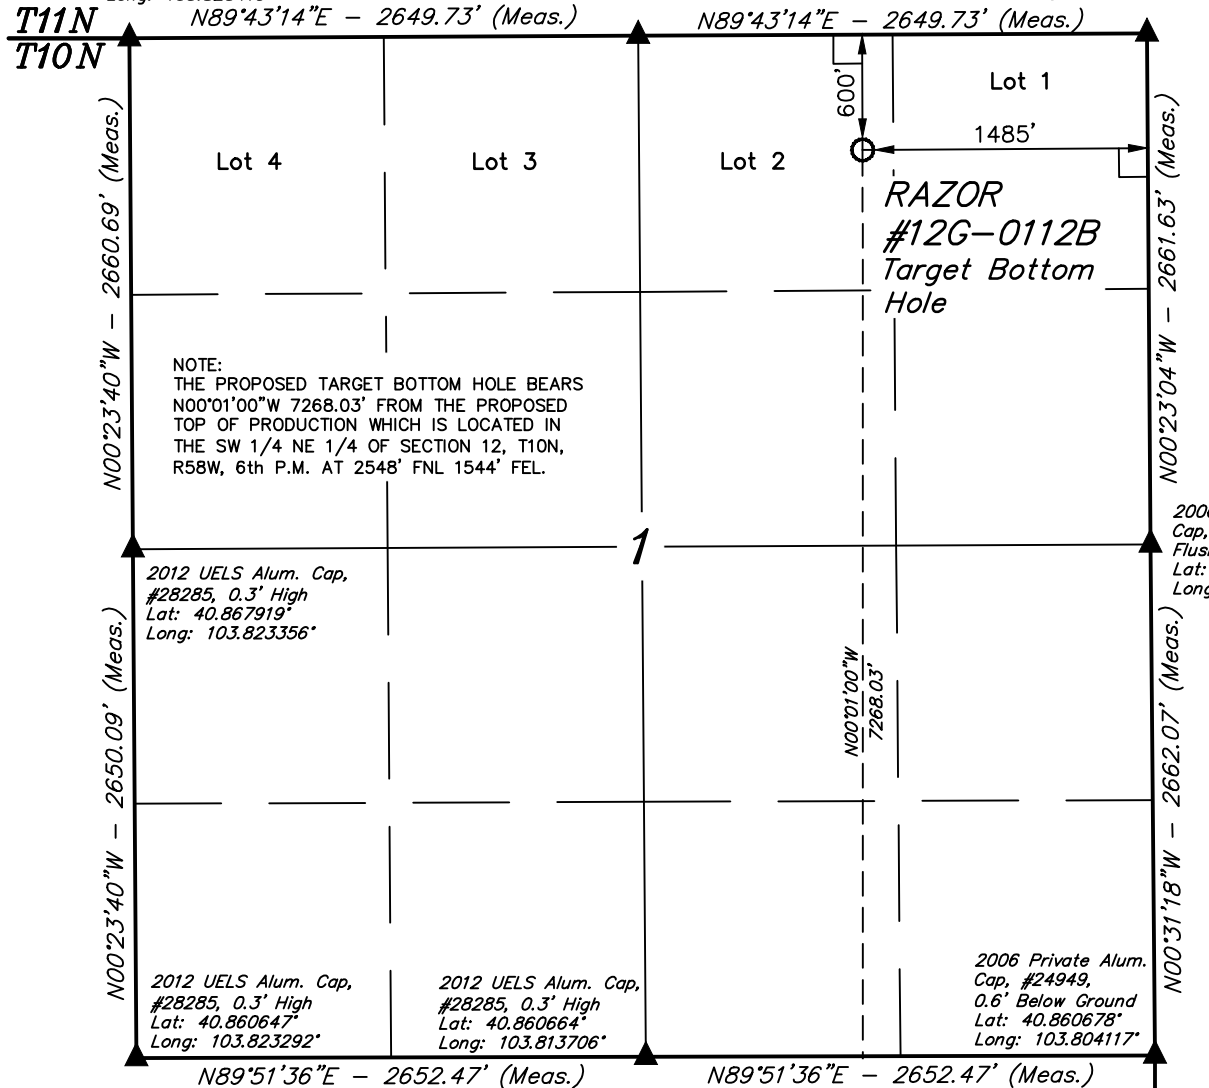 T11N
T10N
N89°43'14"E - 2649.73' (Meas.)
N89°43'14"E - 2649.73' (Meas.)
Lot 4
Lot 3
Lot 2
Lot 1
600'
1485'
RAZOR
#12G-0112B
Target Bottom
Hole
N00°23'40"W - 2660.69' (Meas.)
N00°23'04"W - 2661.63' (Meas.)
NOTE:
THE PROPOSED TARGET BOTTOM HOLE BEARS
N00°01'00"W 7268.03' FROM THE PROPOSED
TOP OF PRODUCTION WHICH IS LOCATED IN
THE SW 1/4 NE 1/4 OF SECTION 12, T10N,
R58W, 6th P.M. AT 2548' FNL 1544' FEL.
1
2012 UELS Alum. Cap,
#28285, 0.3' High
Lat: 40.867919°
Long: 103.823356°
Cap,
Lat:
Long
N00°01'00"W
7268.03'
N00°23'40"W - 2650.09' (Meas.)
N00°31'18"W - 2662.07' (Meas.)
2012 UELS Alum. Cap,
#28285, 0.3' High
Lat: 40.860647°
Long: 103.823292°
2012 UELS Alum. Cap,
#28285, 0.3' High
Lat: 40.860664°
Long: 103.813706°
2006 Private Alum.
Cap, #24949,
0.6' Below Ground
Lat: 40.860678°
Long: 103.804117°
N89°51'36"E - 2652.47' (Meas.)
N89°51'36"E - 2652.47' (Meas.)